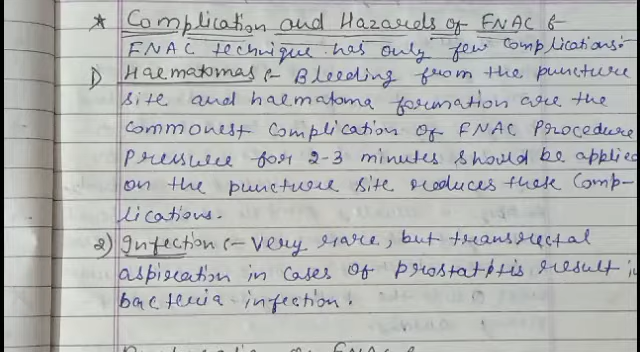 * Complication and Hazards of FNAC :-
FNAC technique has only few complications:-
1) Haematomas :- Bleeding from the puncture
site and haematoma formation are the
commonest complication of FNAC Procedure
Pressure for 2-3 minutes should be applied
on the puncture site reduces these comp-
lications.
2) Infection :- Very rare, but transrectal
aspiration in cases of prostatitis result in
bacteria infection.